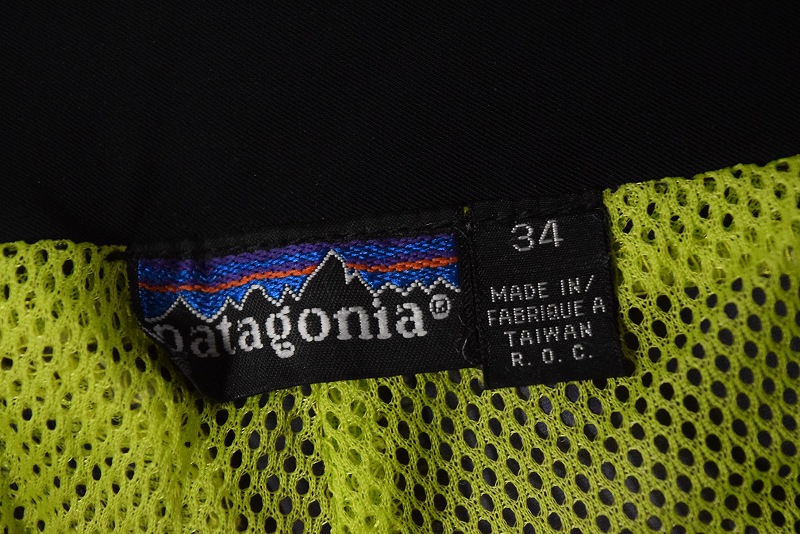 patagonia®
34
MADE IN/
FABRIQUE A
TAIWAN
R. O. C.